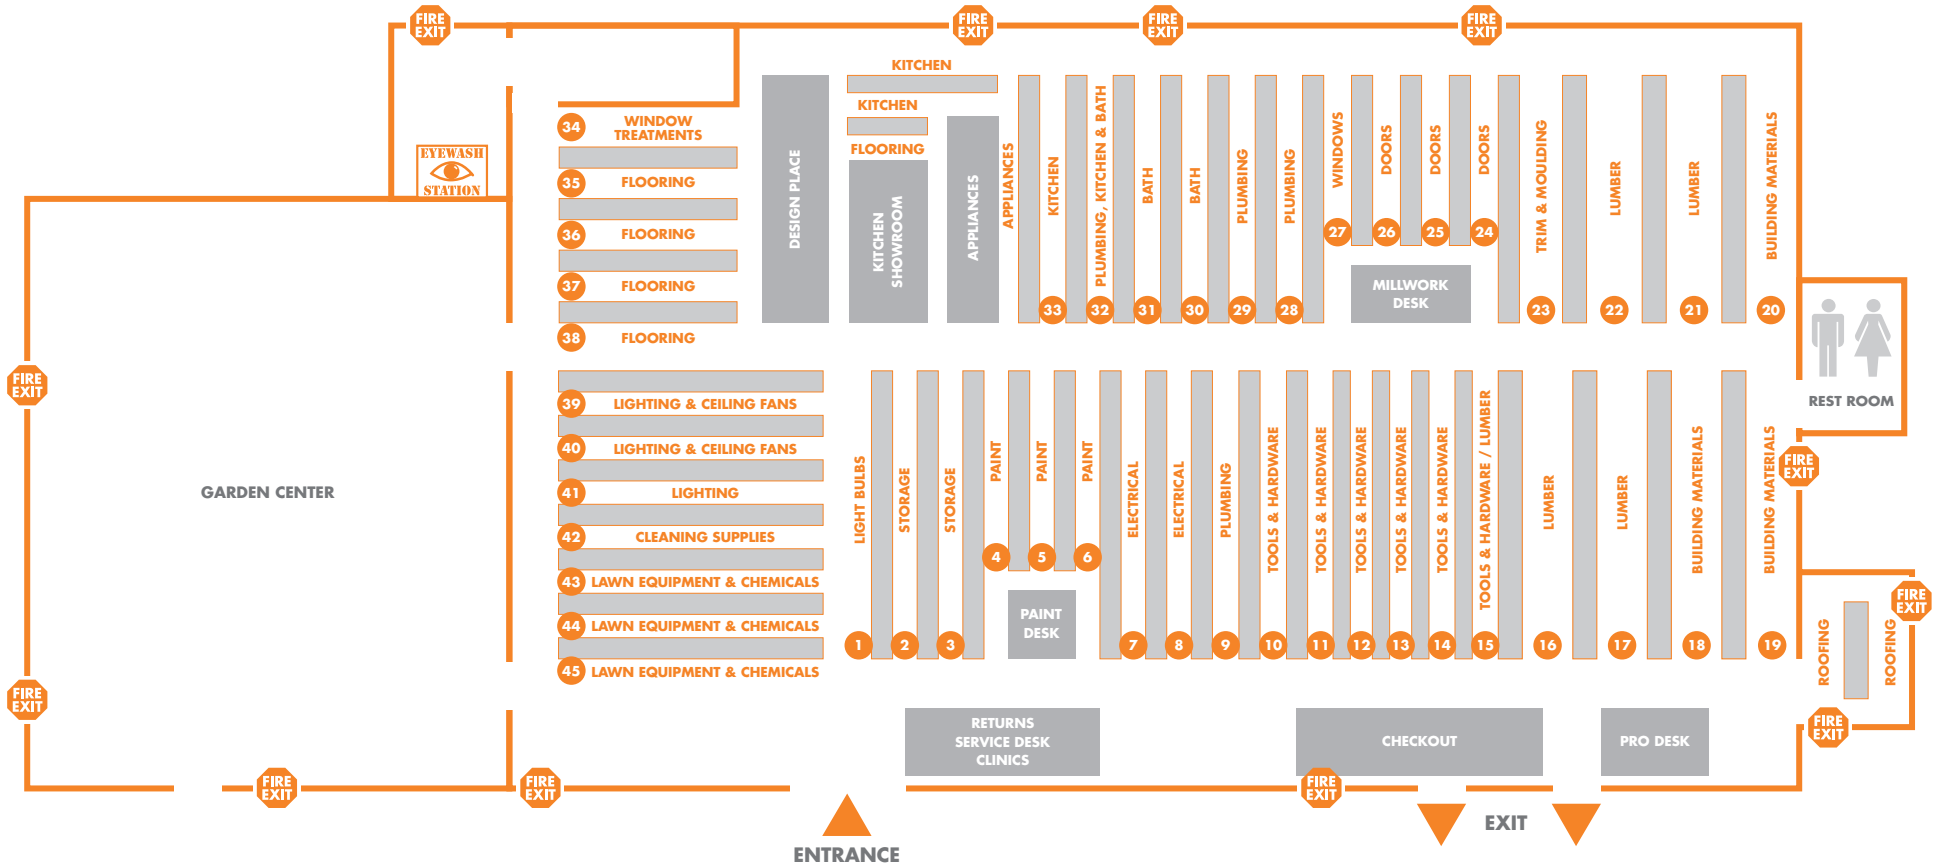 FIRE
EXIT
FIRE
EXIT
FIRE
EXIT
FIRE
EXIT
KITCHEN
KITCHEN
FLOORING
34 WINDOW
TREATMENTS
35 FLOORING
36 FLOORING
37 FLOORING
38 FLOORING
EYEWASH
STATION
DESIGN PLACE
KITCHEN
SHOWROOM
APPLIANCES
APPLIANCES
KITCHEN
33
PLUMBING, KITCHEN & BATH
32
BATH
31
BATH
30
PLUMBING
29
PLUMBING
28
WINDOWS
27
DOORS
26
DOORS
25
DOORS
24
MILLWORK
DESK
TRIM & MOULDING
23
LUMBER
22
LUMBER
21
BUILDING MATERIALS
20
REST ROOM
FIRE
EXIT
FIRE
EXIT
GARDEN CENTER
39 LIGHTING & CEILING FANS
40 LIGHTING & CEILING FANS
41 LIGHTING
42 CLEANING SUPPLIES
43 LAWN EQUIPMENT & CHEMICALS
44 LAWN EQUIPMENT & CHEMICALS
45 LAWN EQUIPMENT & CHEMICALS
LIGHT BULBS
1
STORAGE
2
STORAGE
3
PAINT
4
PAINT
5
PAINT
6
PAINT
DESK
ELECTRICAL
7
ELECTRICAL
8
PLUMBING
9
TOOLS & HARDWARE
10
TOOLS & HARDWARE
11
TOOLS & HARDWARE
12
TOOLS & HARDWARE
13
TOOLS & HARDWARE
14
TOOLS & HARDWARE / LUMBER
15
LUMBER
16
LUMBER
17
BUILDING MATERIALS
18
BUILDING MATERIALS
19
FIRE
EXIT
ROOFING
ROOFING
FIRE
EXIT
FIRE
EXIT
RETURNS
SERVICE DESK
CLINICS
CHECKOUT
PRO DESK
FIRE
EXIT
FIRE
EXIT
FIRE
EXIT
ENTRANCE
EXIT